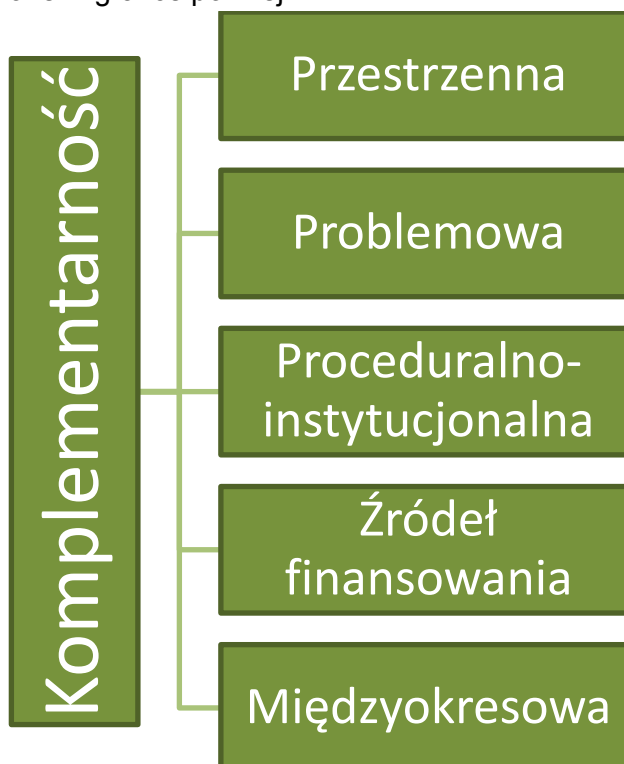 Komplementarność
Przestrzenna
Problemowa
Proceduralno-
instytucjonalna
Źródeł
finansowania
Międzyokresowa